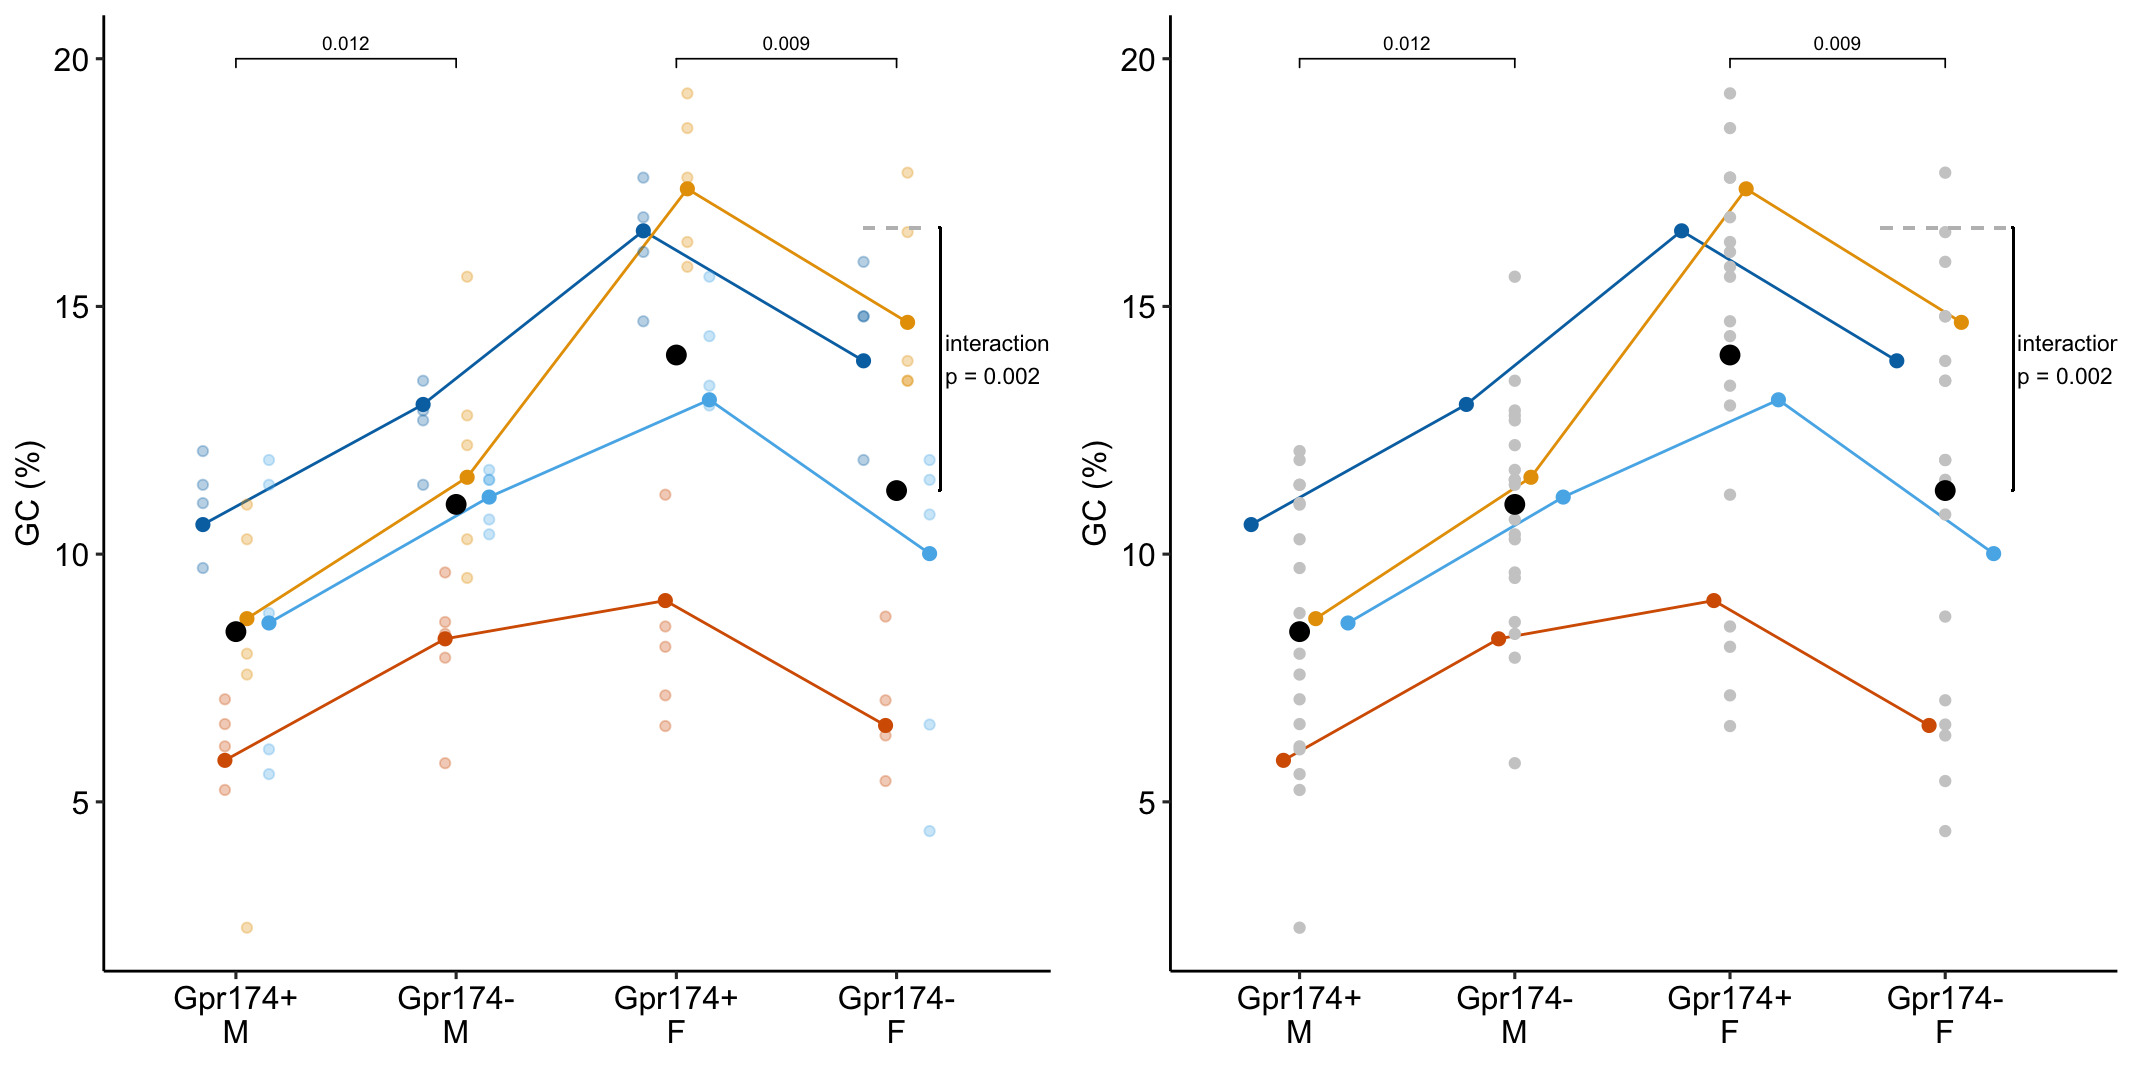 0.012
0.009
20
15
10
5
GC (%)
interaction
p = 0.002
Gpr174+
M
Gpr174-
M
Gpr174+
F
Gpr174-
F
0.012
0.009
20
15
10
5
GC (%)
interaction
p = 0.002
Gpr174+
M
Gpr174-
M
Gpr174+
F
Gpr174-
F